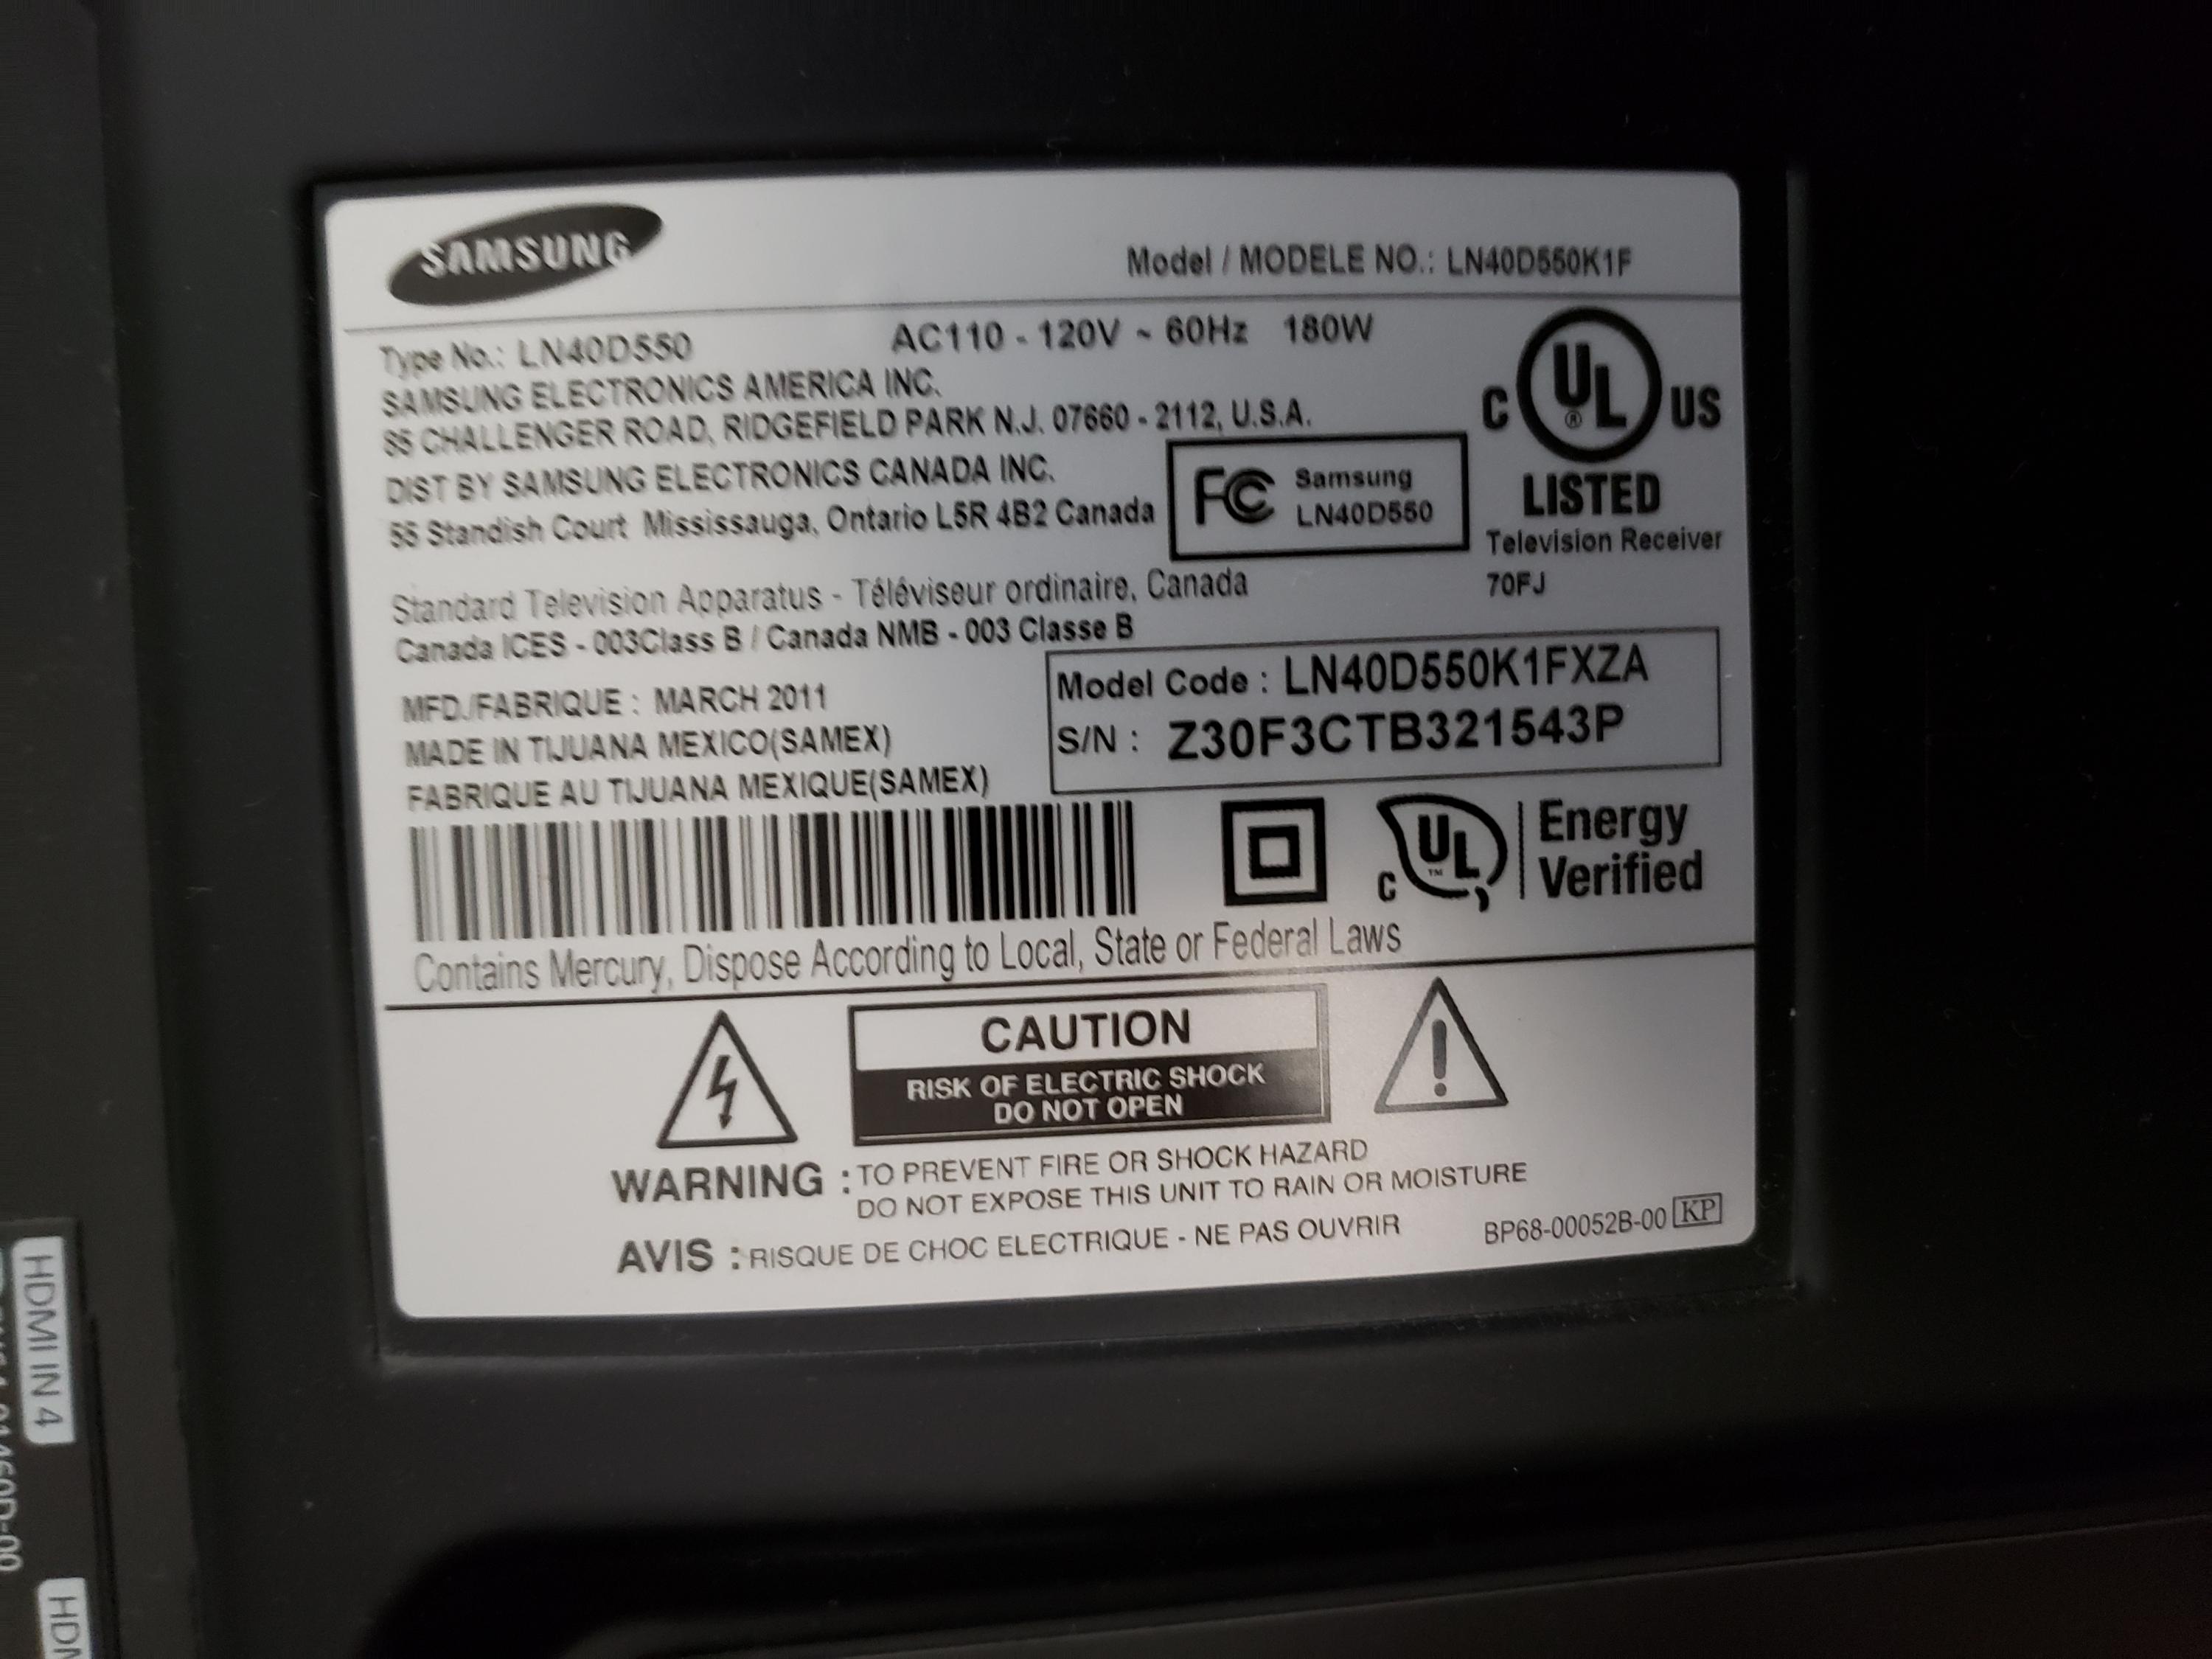 SAMSUNG
Model / MODELE NO.: LN40D550K1F
Type No.: LN40D550 AC110 - 120V ~ 60Hz 180W
SAMSUNG ELECTRONICS AMERICA INC.
85 CHALLENGER ROAD, RIDGEFIELD PARK N.J. 07660 - 2112, U.S.A.
DIST BY SAMSUNG ELECTRONICS CANADA INC.
55 Standish Court Mississauga, Ontario L5R 4B2 Canada
FC Samsung
LN40D550
C UL ® US
LISTED
Television Receiver
70FJ
Standard Television Apparatus - Téléviseur ordinaire, Canada
Canada ICES - 003Class B / Canada NMB - 003 Classe B
MFD./FABRIQUE : MARCH 2011
MADE IN TIJUANA MEXICO(SAMEX)
FABRIQUE AU TIJUANA MEXIQUE(SAMEX)
Model Code : LN40D550K1FXZA
S/N : Z30F3CTB321543P
C UL ™ Energy
Verified
Contains Mercury, Dispose According to Local, State or Federal Laws
CAUTION
RISK OF ELECTRIC SHOCK
DO NOT OPEN
WARNING : TO PREVENT FIRE OR SHOCK HAZARD
DO NOT EXPOSE THIS UNIT TO RAIN OR MOISTURE
AVIS : RISQUE DE CHOC ELECTRIQUE - NE PAS OUVRIR
BP68-00052B-00 KP
HDMI IN 4